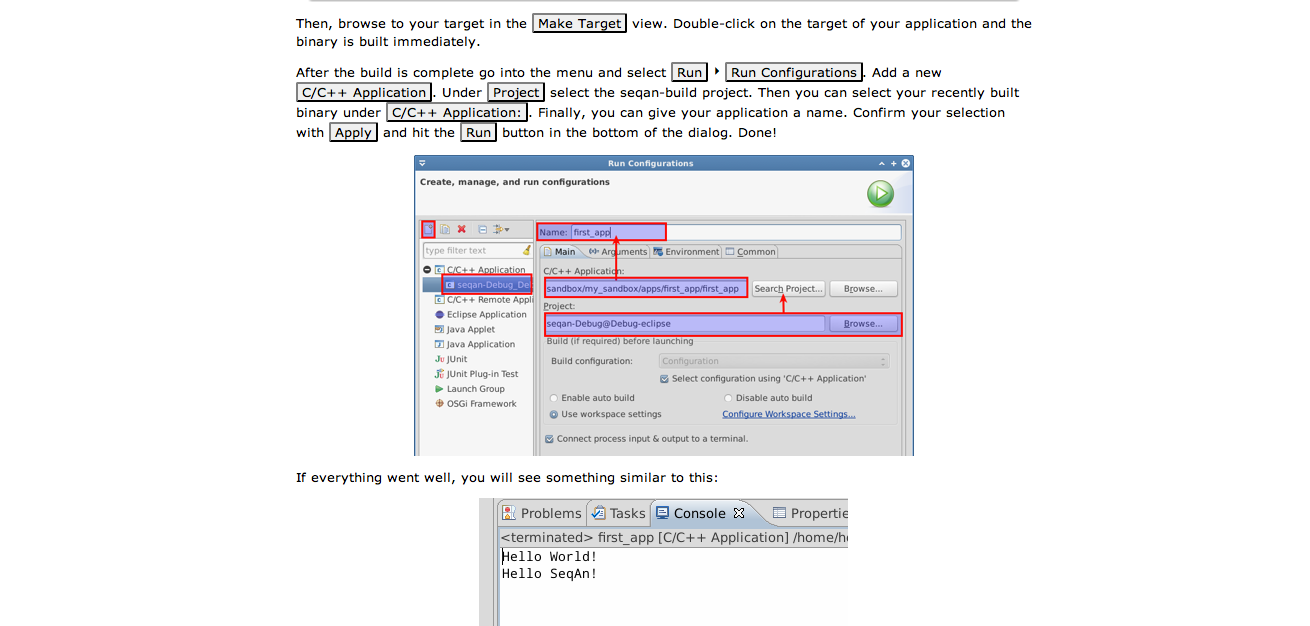 Then, browse to your target in the Make Target view. Double-click on the target of your application and the
binary is built immediately.
After the build is complete go into the menu and select Run ‣ Run Configurations. Add a new
C/C++ Application. Under Project select the seqan-build project. Then you can select your recently built
binary under C/C++ Application:. Finally, you can give your application a name. Confirm your selection
with Apply and hit the Run button in the bottom of the dialog. Done!
Run Configurations
Create, manage, and run configurations
Name: first_app
type filter text
Main Arguments Environment Common
C/C++ Application
C/C++ Application:
seqan-Debug_De
sandbox/my_sandbox/apps/first_app/first_app Search Project... Browse...
C/C++ Remote Appli
Project:
Eclipse Application
seqan-Debug@Debug-eclipse Browse...
Java Applet
Build (if required) before launching
Java Application
JUnit
Build configuration: Configuration
JUnit Plug-in Test
Select configuration using 'C/C++ Application'
Launch Group
Enable auto build Disable auto build
OSGi Framework
Use workspace settings Configure Workspace Settings...
Connect process input & output to a terminal.
If everything went well, you will see something similar to this:
Problems Tasks Console Propertie
<terminated> first_app [C/C++ Application] /home/h
Hello World!
Hello SeqAn!